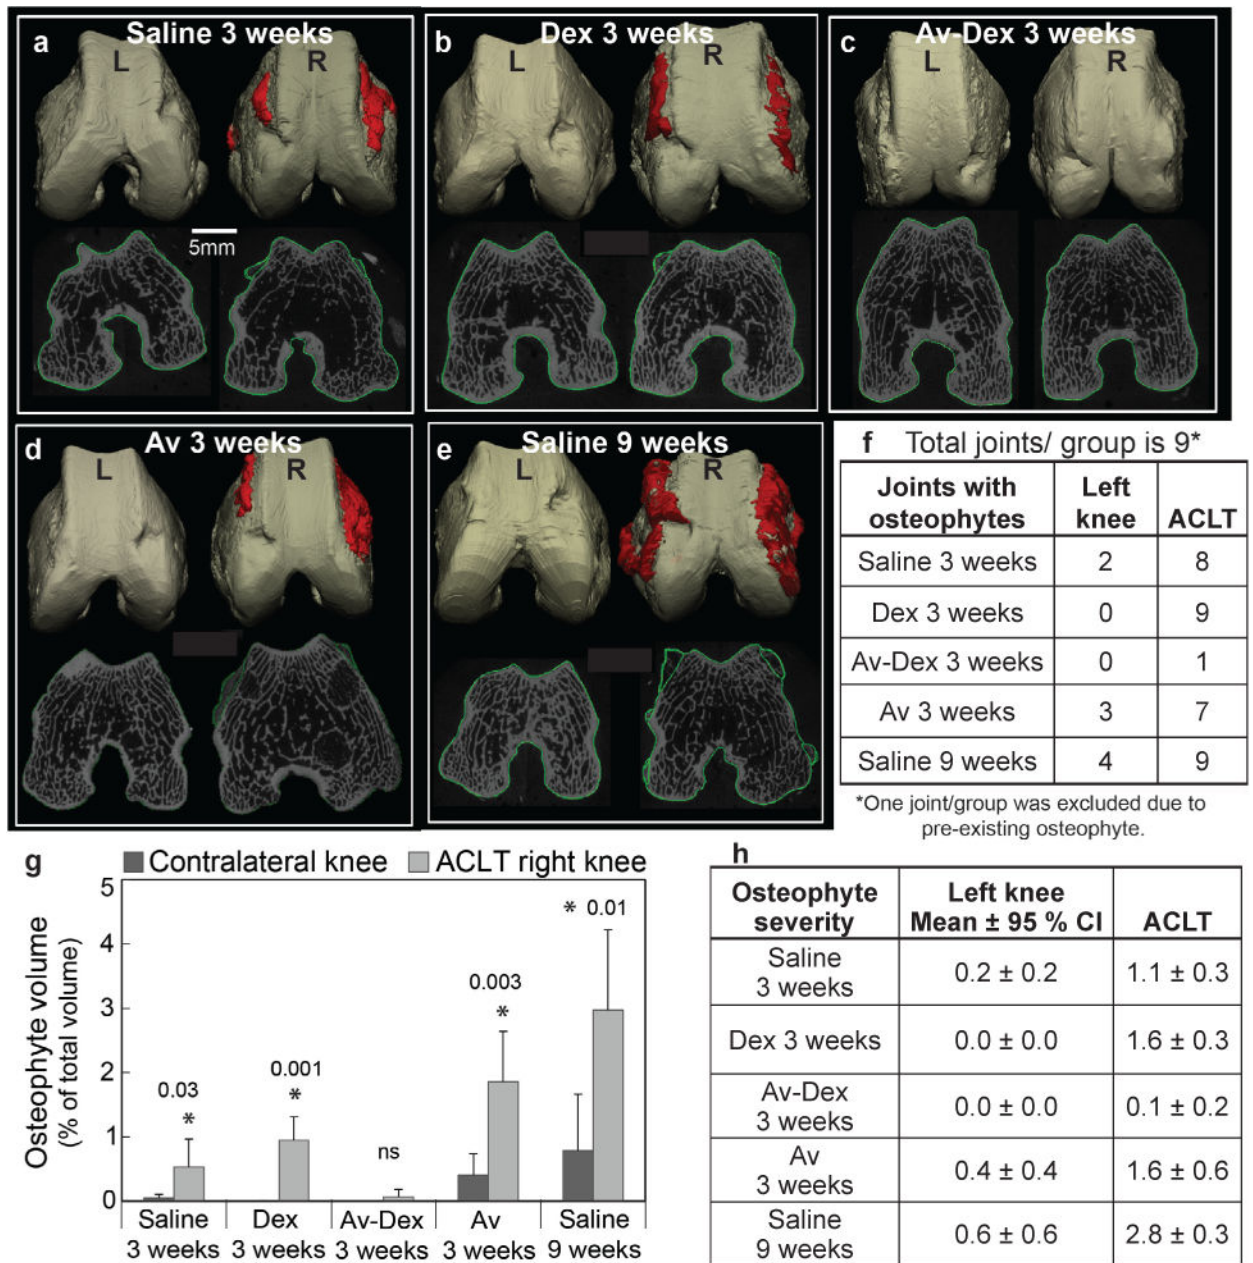 a Saline 3 weeks
L R
5mm
b Dex 3 weeks
L R
c Av-Dex 3 weeks
L R
d Av 3 weeks
L R
e Saline 9 weeks
L R
f Total joints/ group is 9*
Joints with osteophytes Left knee ACLT
Saline 3 weeks 2 8
Dex 3 weeks 0 9
Av-Dex 3 weeks 0 1
Av 3 weeks 3 7
Saline 9 weeks 4 9
*One joint/group was excluded due to
pre-existing osteophyte.
g Contralateral knee ACLT right knee
Osteophyte volume
(% of total volume)
5
4
3
2
1
0
0.03
*
0.001
*
ns
0.003
*
* 0.01
Saline
3 weeks
Dex
3 weeks
Av-Dex
3 weeks
Av
3 weeks
Saline
9 weeks
h
Osteophyte severity Left knee Mean ± 95 % CI ACLT
Saline 3 weeks 0.2 ± 0.2 1.1 ± 0.3
Dex 3 weeks 0.0 ± 0.0 1.6 ± 0.3
Av-Dex 3 weeks 0.0 ± 0.0 0.1 ± 0.2
Av 3 weeks 0.4 ± 0.4 1.6 ± 0.6
Saline 9 weeks 0.6 ± 0.6 2.8 ± 0.3